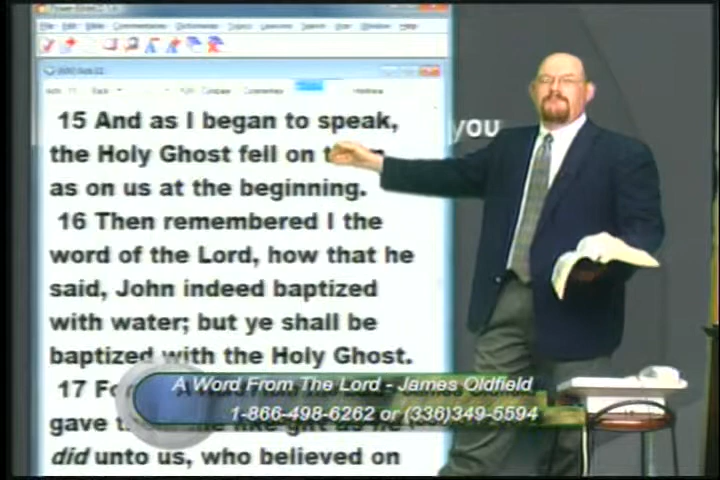 15 And as I began to speak,
the Holy Ghost fell on
as on us at the beginning.
16 Then remembered I the
word of the Lord, how that he
said, John indeed baptized
with water; but ye shall be
baptized with the Holy Ghost.
17
gave
did unto us, who believed on
you
A Word From The Lord - James Oldfield
1-866-498-6262 or (336)349-5594